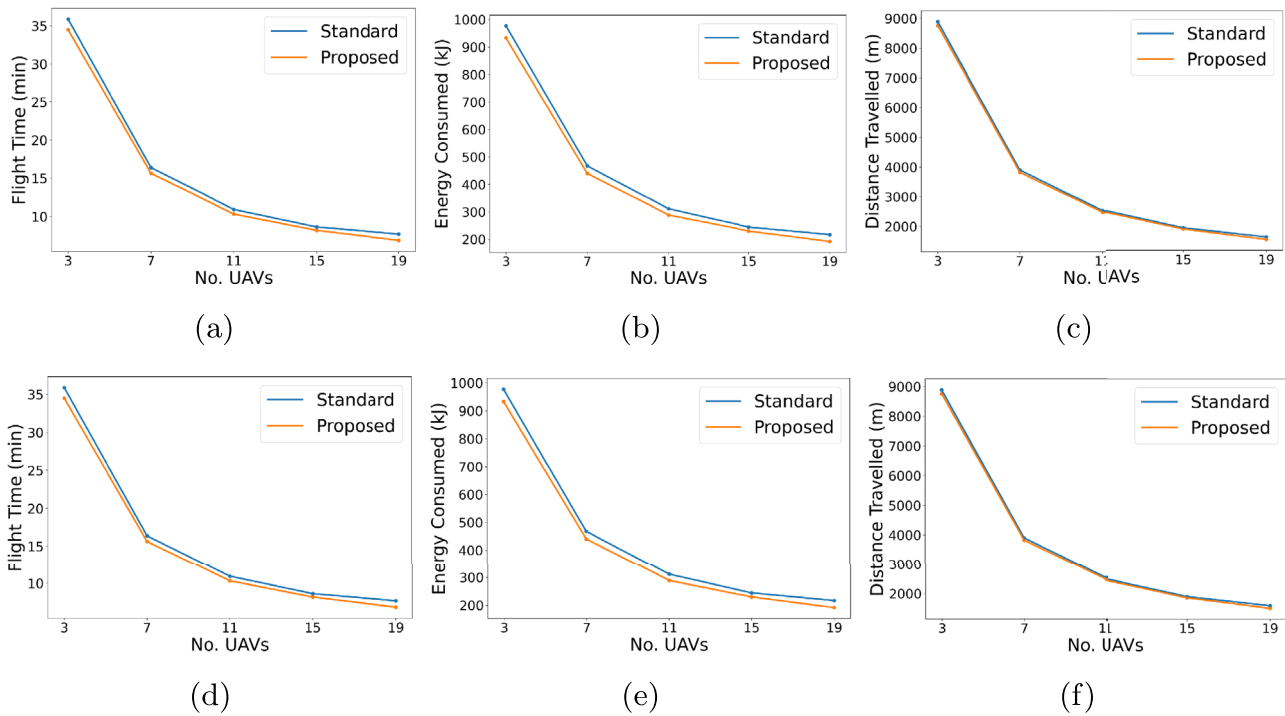 Flight Time (min)
35
30
25
20
15
10
3 7 11 15 19
No. UAVs
Standard
Proposed
(a)
Energy Consumed (kJ)
1000
900
800
700
600
500
400
300
200
3 7 11 15 19
No. UAVs
Standard
Proposed
(b)
Distance Travelled (m)
9000
8000
7000
6000
5000
4000
3000
2000
3 7 15 19
No. UAVs
Standard
Proposed
(c)
Flight Time (min)
35
30
25
20
15
10
3 7 11 15 19
No. UAVs
Standard
Proposed
(d)
Energy Consumed (kJ)
1000
900
800
700
600
500
400
300
200
3 7 11 15 19
No. UAVs
Standard
Proposed
(e)
Distance Travelled (m)
9000
8000
7000
6000
5000
4000
3000
2000
3 7 11 15 19
No. UAVs
Standard
Proposed
(f)